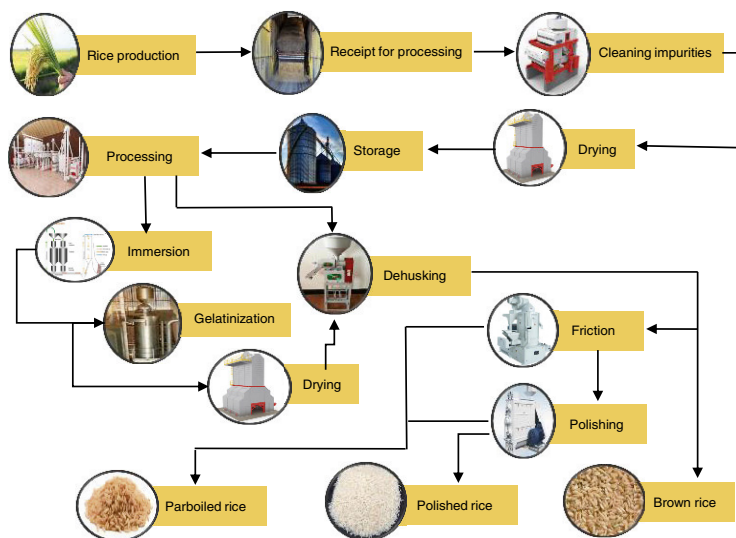 Rice production
Receipt for processing
Cleaning impurities
Processing
Storage
Drying
Immersion
Dehusking
Gelatinization
Friction
Drying
Polishing
Parboiled rice
Polished rice
Brown rice